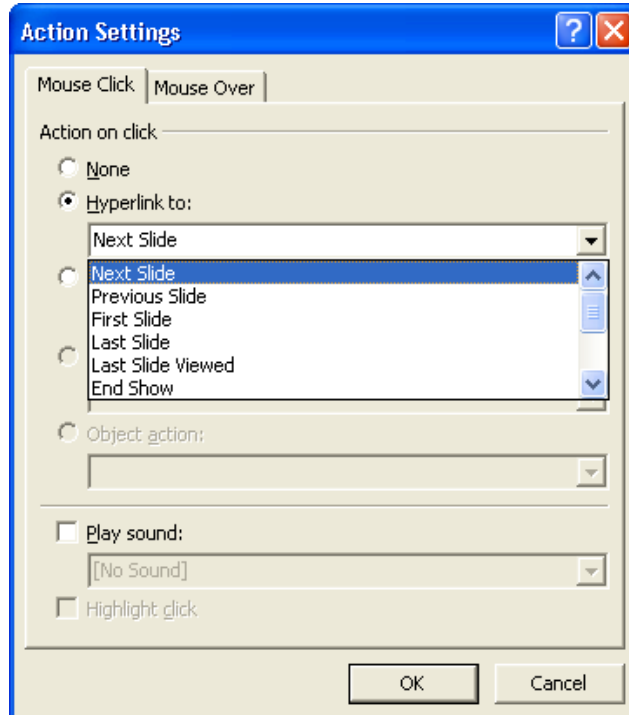 Action Settings
Mouse Click Mouse Over
Action on click
None
Hyperlink to:
Next Slide
Next Slide
Previous Slide
First Slide
Last Slide
Last Slide Viewed
End Show
Object action:
Play sound:
[No Sound]
Highlight click
OK Cancel